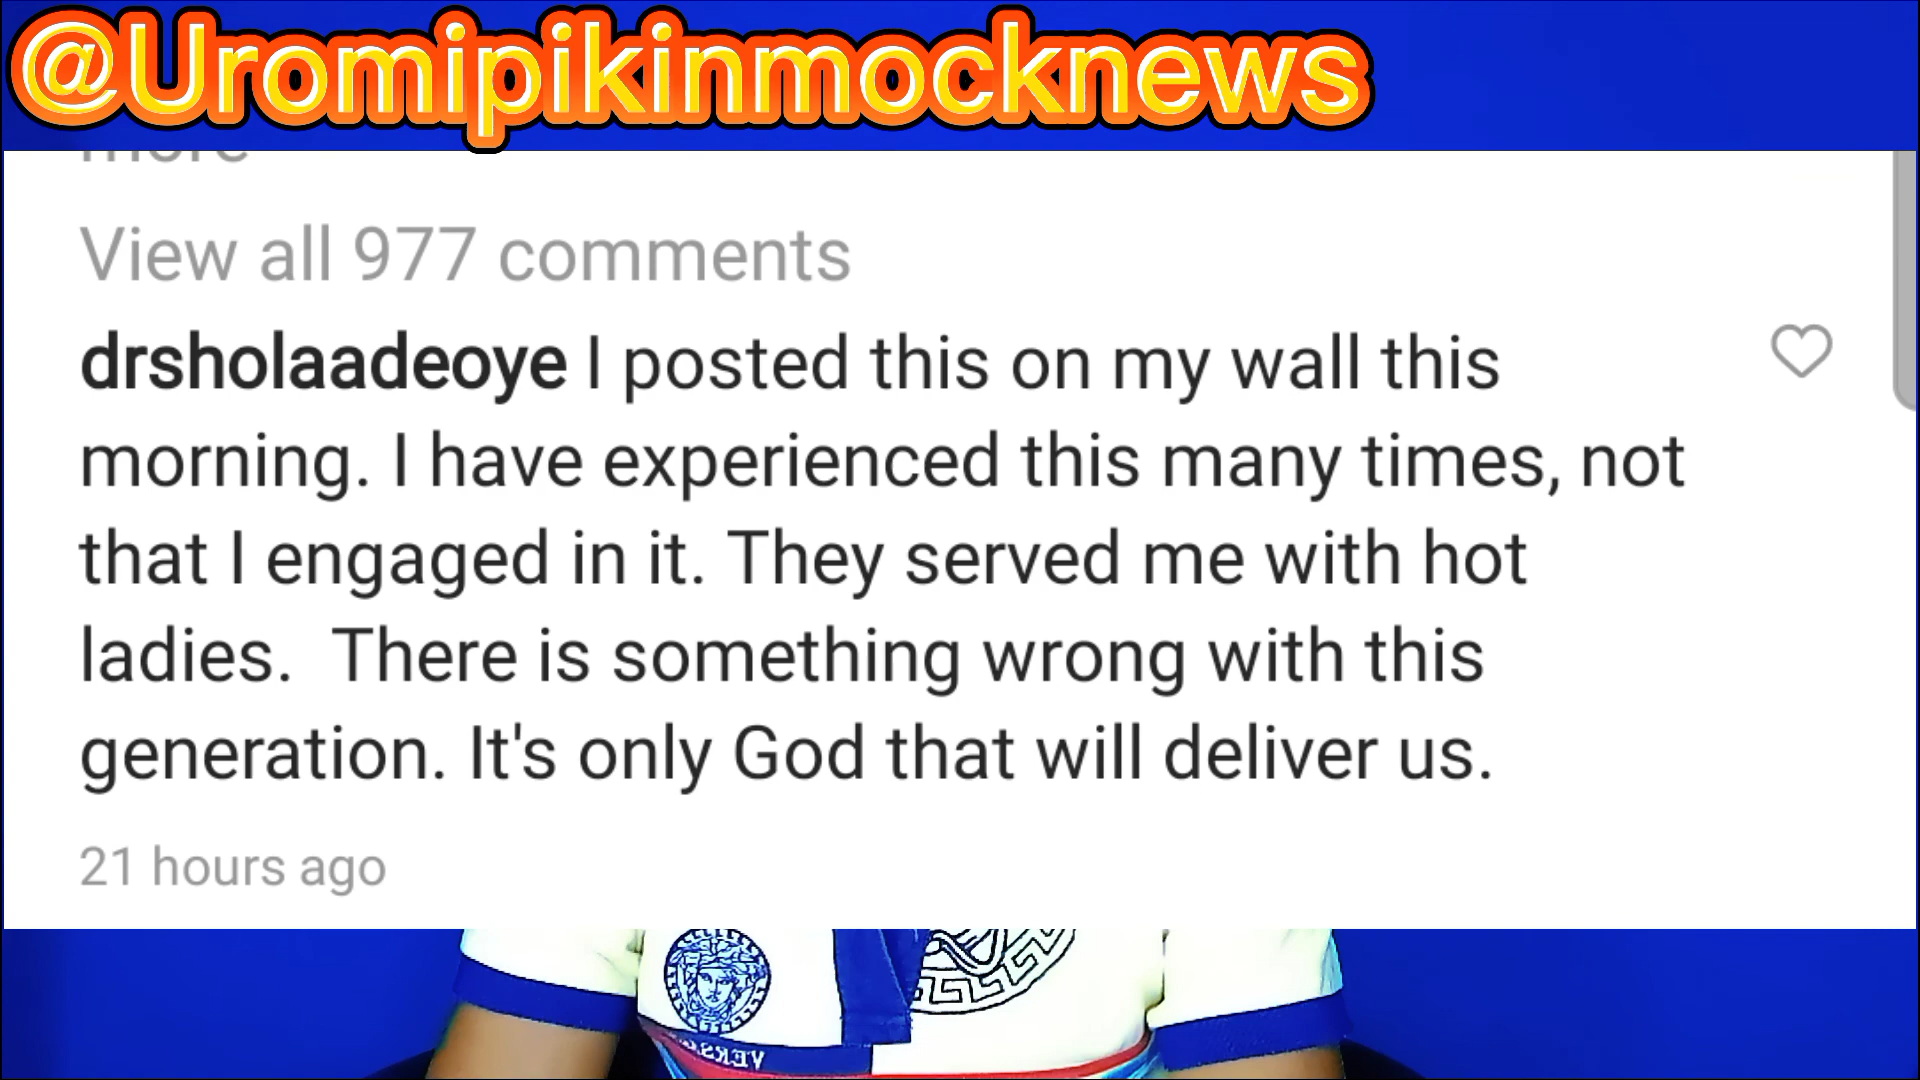 @Uromipikinmocknews
more
View all 977 comments
drsholaadeoye I posted this on my wall this
morning. I have experienced this many times, not
that I engaged in it. They served me with hot
ladies.  There is something wrong with this
generation. It's only God that will deliver us.
21 hours ago